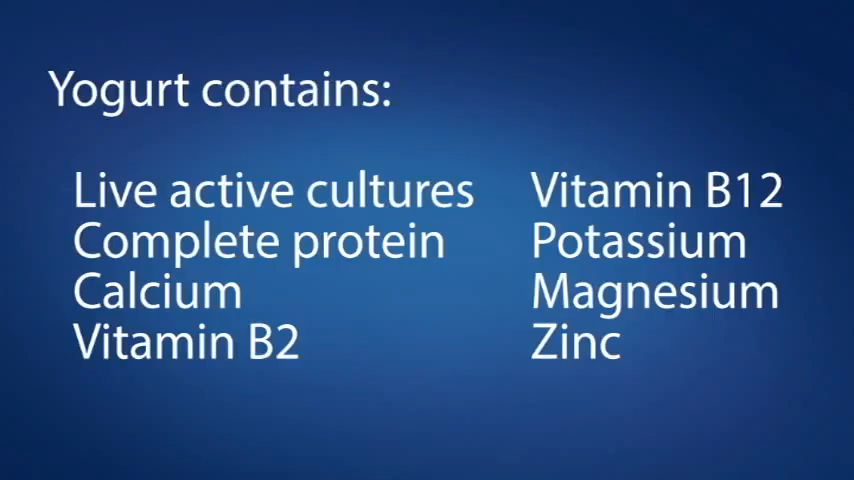 Yogurt contains:
Live active cultures
Complete protein
Calcium
Vitamin B2
Vitamin B12
Potassium
Magnesium
Zinc